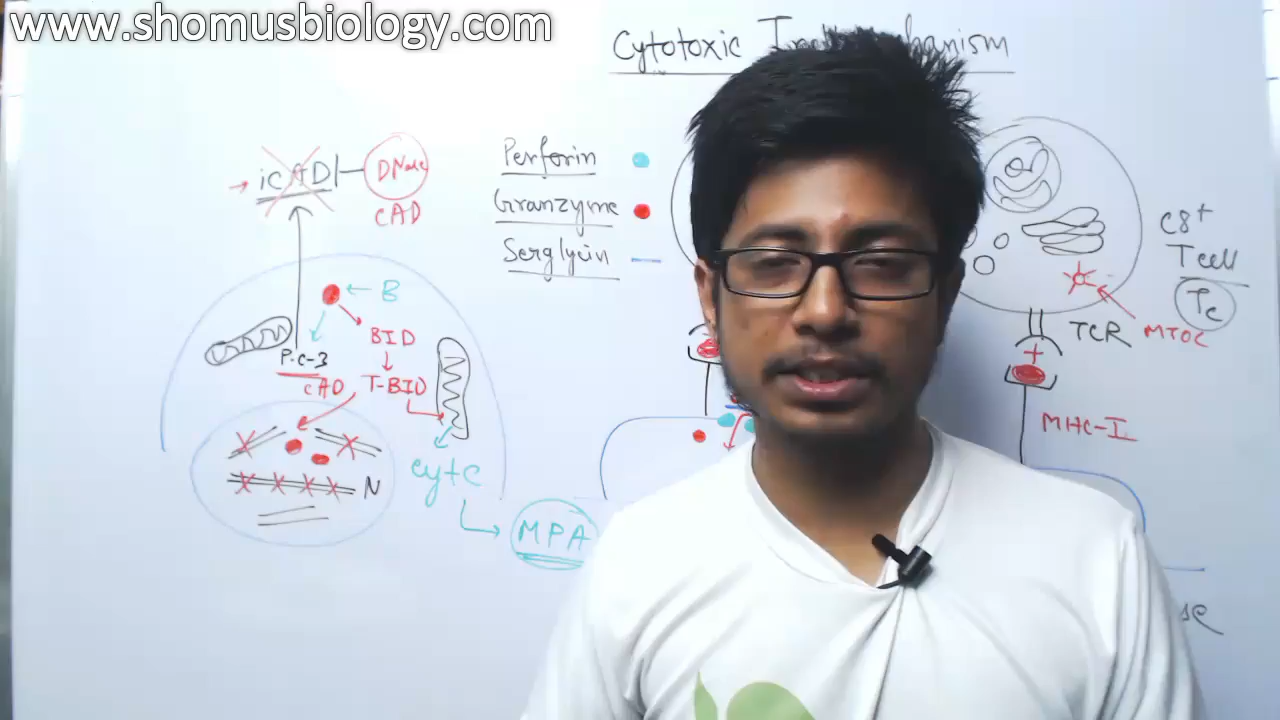 www.shomusbiology.com
Cytotoxic
Perforin
Granzyme
Serglycin
icADI DNase
CAD
B
BID
P.C-3
CAD T-BID
cytc
N
MPA
C8+
Tcell
Tc
TCR MTOC
+
MHC-I